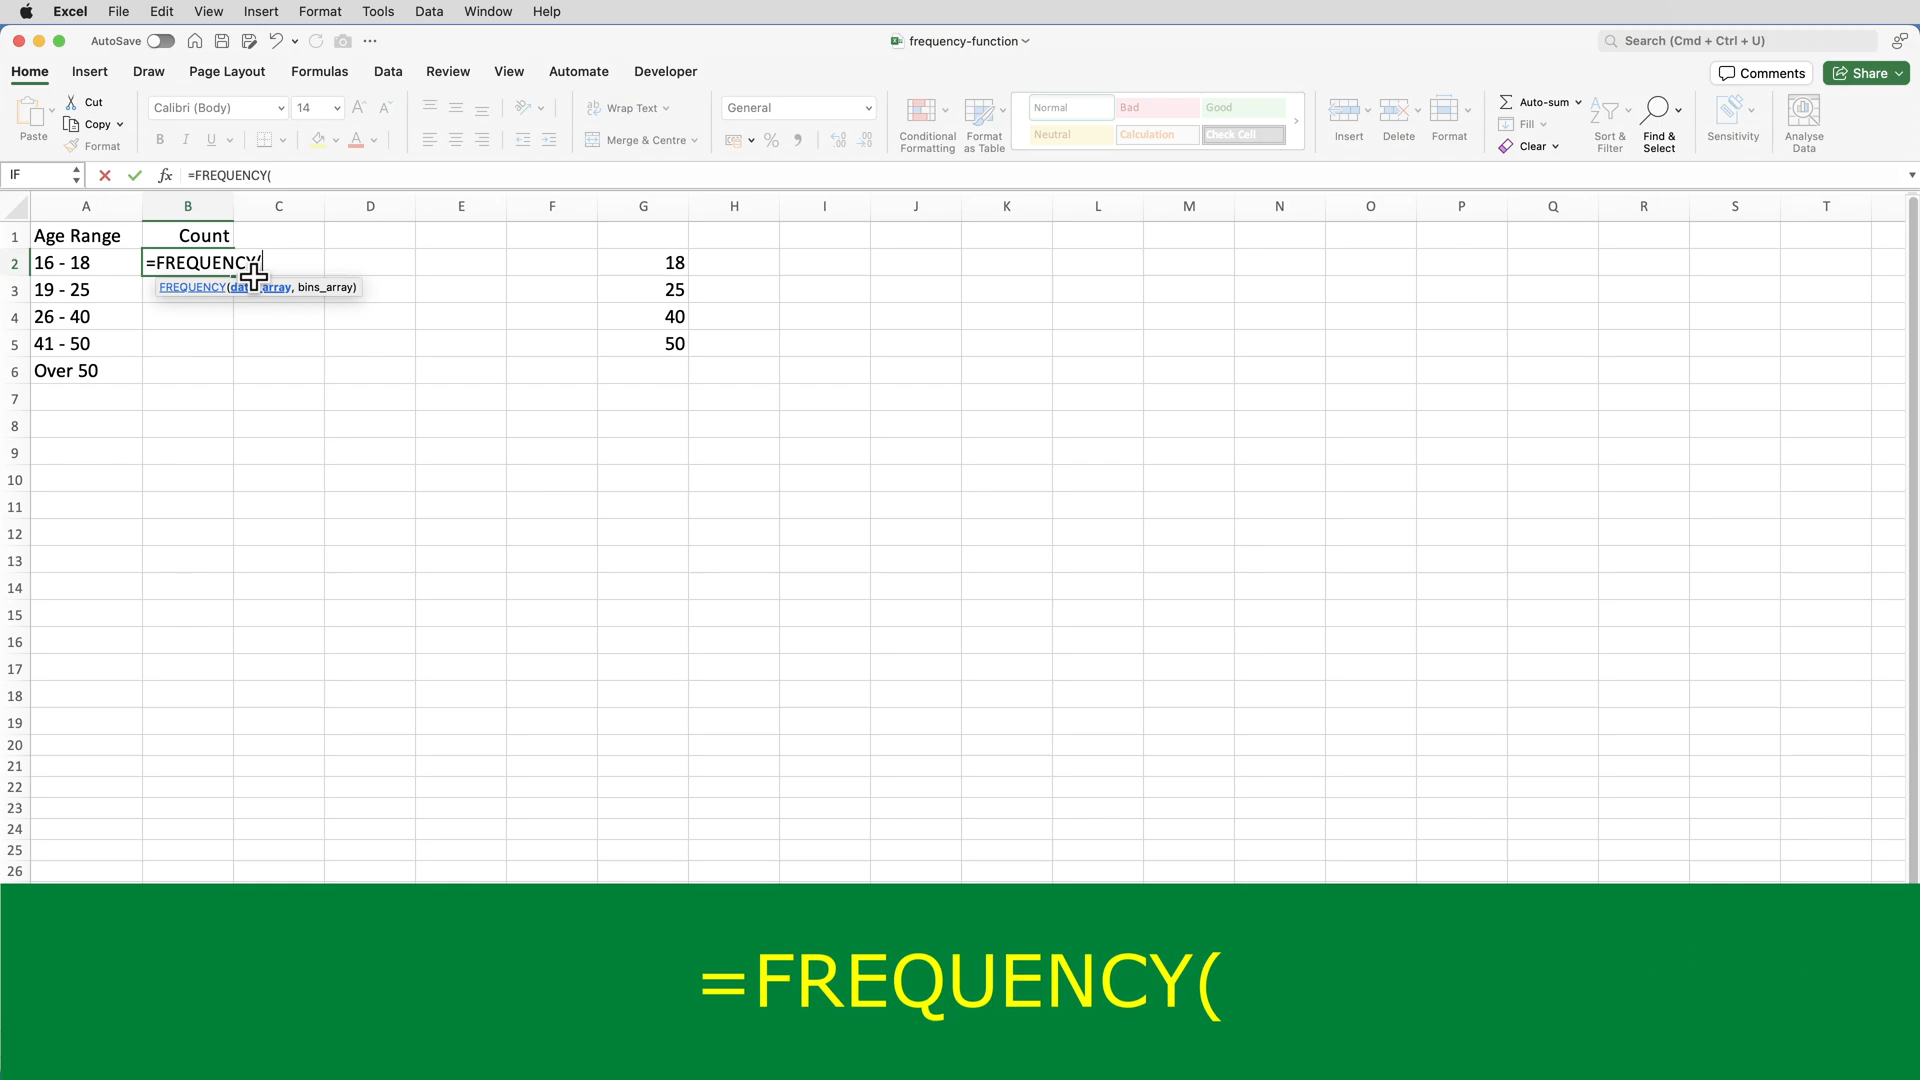 Excel File Edit View Insert Format Tools Data Window Help
AutoSave frequency-function Search (Cmd + Ctrl + U)
Home Insert Draw Page Layout Formulas Data Review View Automate Developer Comments Share
Paste Cut Copy Format
Calibri (Body) 14
B I U A
Wrap Text
Merge & Centre
General
Conditional Formatting
Format as Table
Normal Bad Good
Neutral Calculation Check Cell
Insert Delete Format
Auto-sum
Fill
Clear
Sort & Filter
Find & Select
Sensitivity
Analyse Data
IF fx =FREQUENCY(
A B C D E F G H I J K L M N O P Q R S T
1 Age Range Count
2 16 - 18 =FREQUENCY( 18
FREQUENCY(data_array, bins_array)
3 19 - 25 25
4 26 - 40 40
5 41 - 50 50
6 Over 50
7
8
9
10
11
12
13
14
15
16
17
18
19
20
21
22
23
24
25
26
=FREQUENCY(